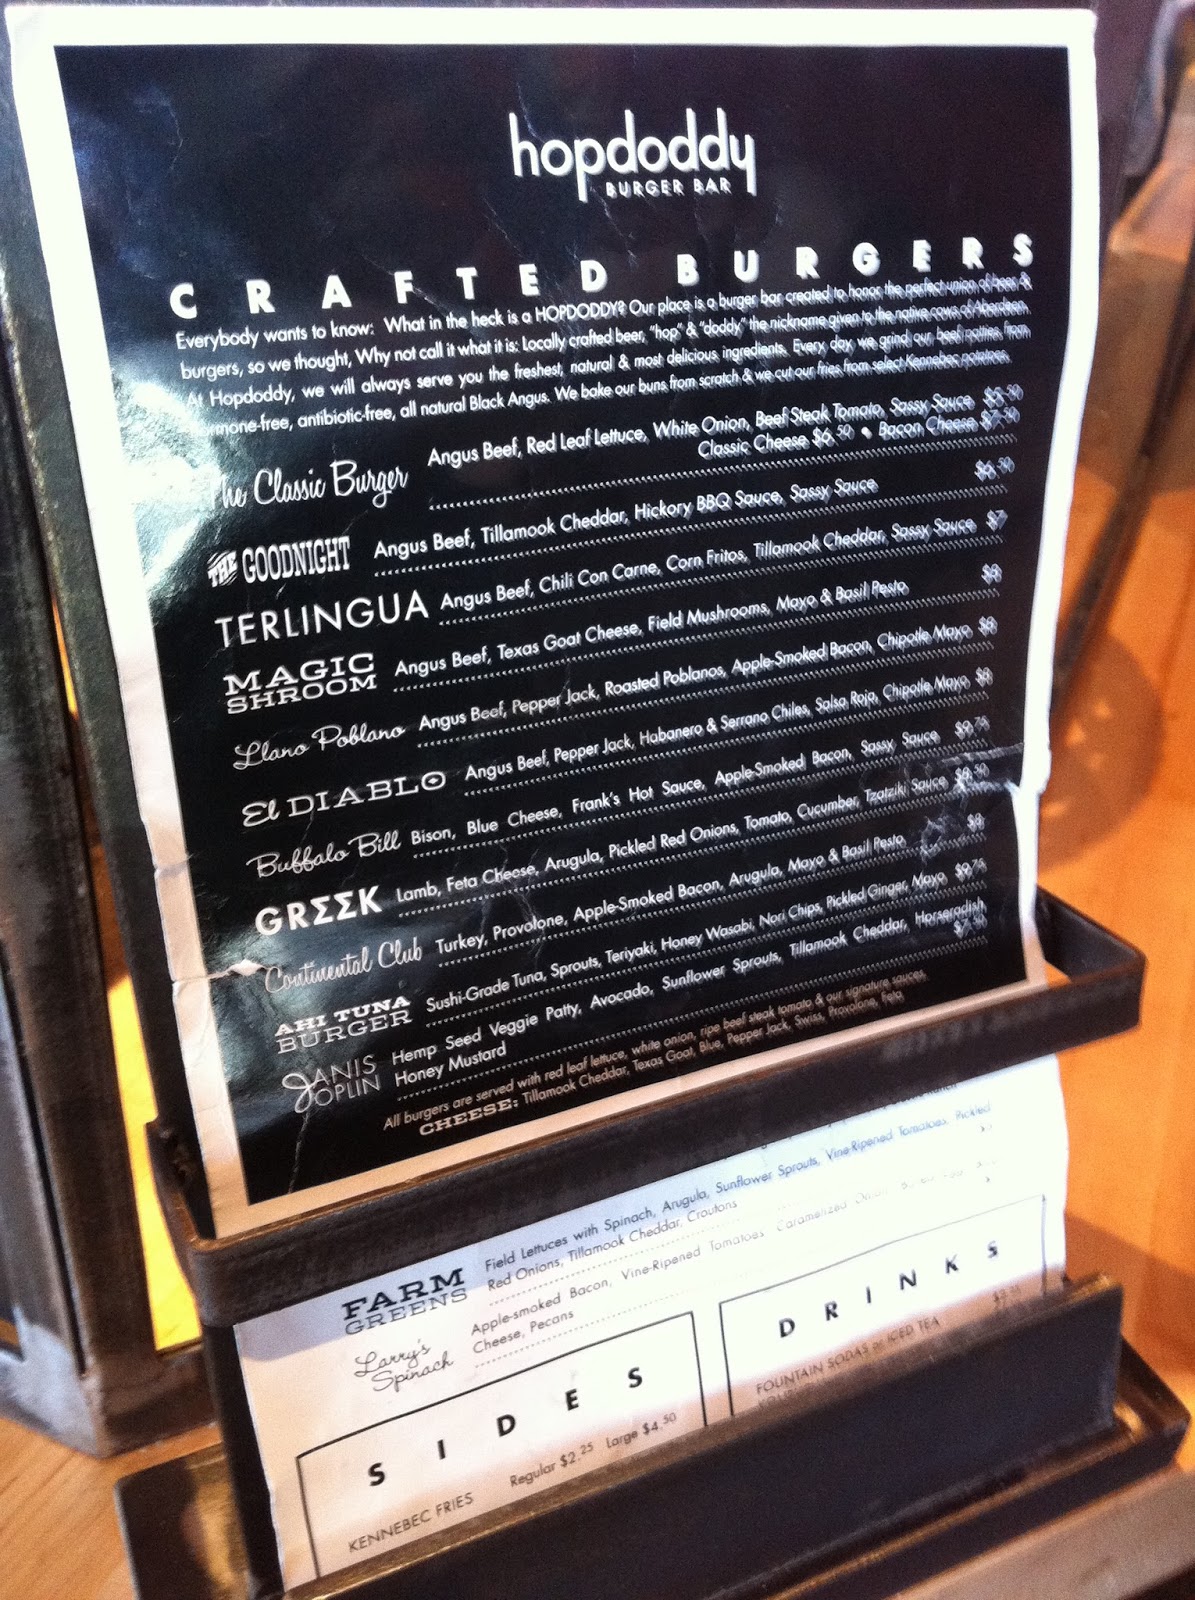 hopdoddy
BURGER BAR
CRAFTED BURGERS
Everybody wants to know: What in the heck is a HOPDODDY? Our place is a burger bar created to honor the perfect union of beer &
burgers, so we thought, Why not call it what it is: Locally crafted beer, "hop" & "doddy" the nickname given to the native cows of Aberdeen.
At Hopdoddy, we will always serve you the freshest, natural & most delicious ingredients. Every day we grind our beef patties from
hormone-free, antibiotic-free, all natural Black Angus. We bake our buns from scratch & we cut our fries from select Kennebec potatoes.
The Classic Burger Angus Beef, Red Leaf Lettuce, White Onion, Beef Steak Tomato, Sassy Sauce $5.50
Classic Cheese $6.50 • Bacon Cheese $7.50
THE GOODNIGHT Angus Beef, Tillamook Cheddar, Hickory BBQ Sauce, Sassy Sauce $6.50
TERLINGUA Angus Beef, Chili Con Carne, Corn Fritos, Tillamook Cheddar, Sassy Sauce $7
MAGIC SHROOM Angus Beef, Texas Goat Cheese, Field Mushrooms, Mayo & Basil Pesto $8
Llano Poblano Angus Beef, Pepper Jack, Roasted Poblanos, Apple-Smoked Bacon, Chipotle Mayo $8
El DIABLO Angus Beef, Pepper Jack, Habanero & Serrano Chiles, Salsa Roja, Chipotle Mayo $8
Buffalo Bill Bison, Blue Cheese, Frank's Hot Sauce, Apple-Smoked Bacon, Sassy Sauce $9.75
GRΣΣK Lamb, Feta Cheese, Arugula, Pickled Red Onions, Tomato, Cucumber, Tzatziki Sauce $8.50
Continental Club Turkey, Provolone, Apple-Smoked Bacon, Arugula, Mayo & Basil Pesto $8
AHI TUNA BURGER Sushi-Grade Tuna, Sprouts, Teriyaki, Honey Wasabi, Nori Chips, Pickled Ginger, Mayo $9.75
JANIS JOPLIN Hemp Seed Veggie Patty, Avocado, Sunflower Sprouts, Tillamook Cheddar, Horseradish
Honey Mustard $7.50
All burgers are served with red leaf lettuce, white onion, ripe beef steak tomato & our signature sauces.
CHEESE: Tillamook Cheddar, Texas Goat, Blue, Pepper Jack, Swiss, Provolone, Feta
FARM GREENS Field Lettuces with Spinach, Arugula, Sunflower Sprouts, Vine-Ripened Tomatoes, Pickled
Red Onions, Tillamook Cheddar, Croutons
Larry's Spinach Apple-smoked Bacon, Vine-Ripened Tomatoes, Caramelized
Cheese, Pecans
SIDES
KENNEBEC FRIES Regular $2.25 Large $4.50
DRINKS
FOUNTAIN SODAS or ICED TEA